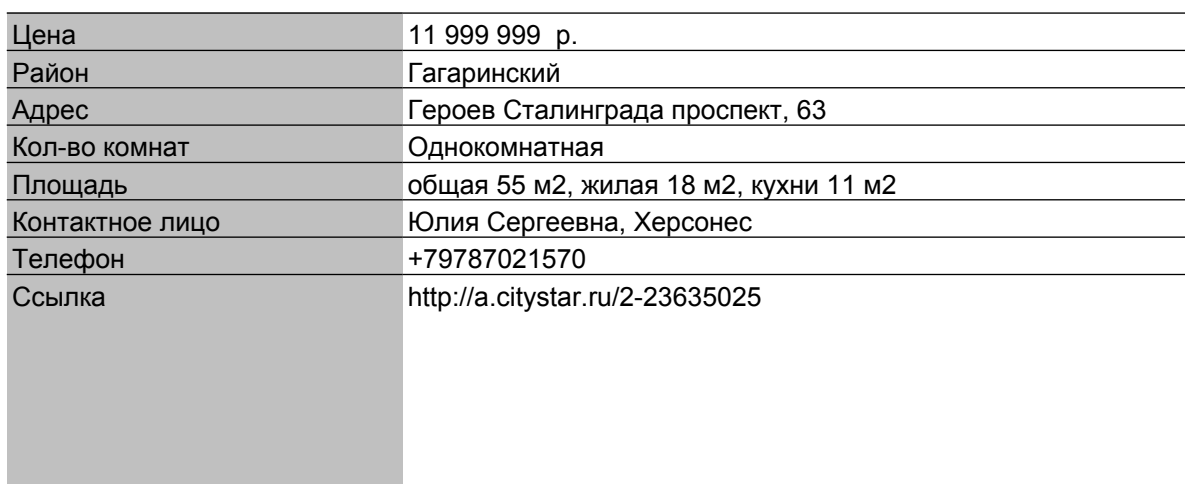 Цена 11 999 999 р.
Район Гагаринский
Адрес Героев Сталинграда проспект, 63
Кол-во комнат Однокомнатная
Площадь общая 55 м2, жилая 18 м2, кухни 11 м2
Контактное лицо Юлия Сергеевна, Херсонес
Телефон +79787021570
Ссылка http://a.citystar.ru/2-23635025